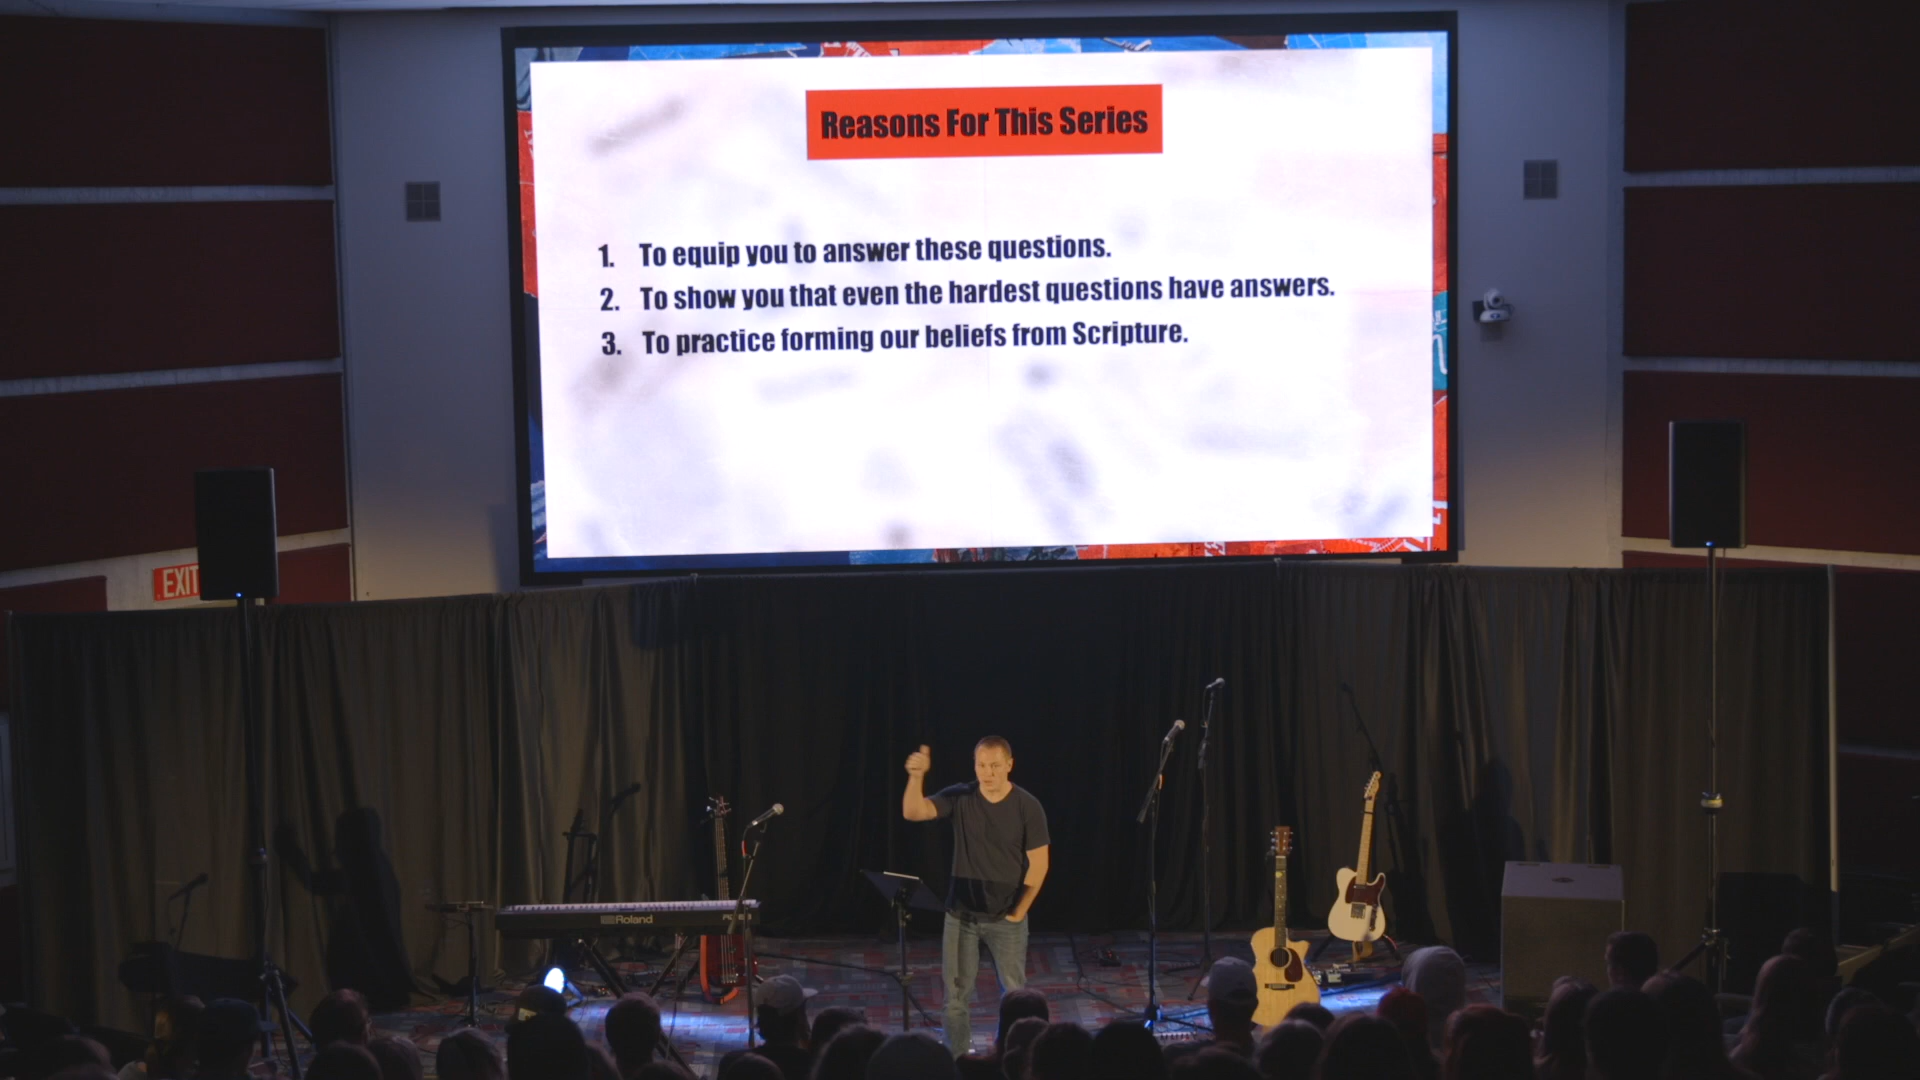 Reasons For This Series
1. To equip you to answer these questions.
2. To show you that even the hardest questions have answers.
3. To practice forming our beliefs from Scripture.
EXIT
Roland